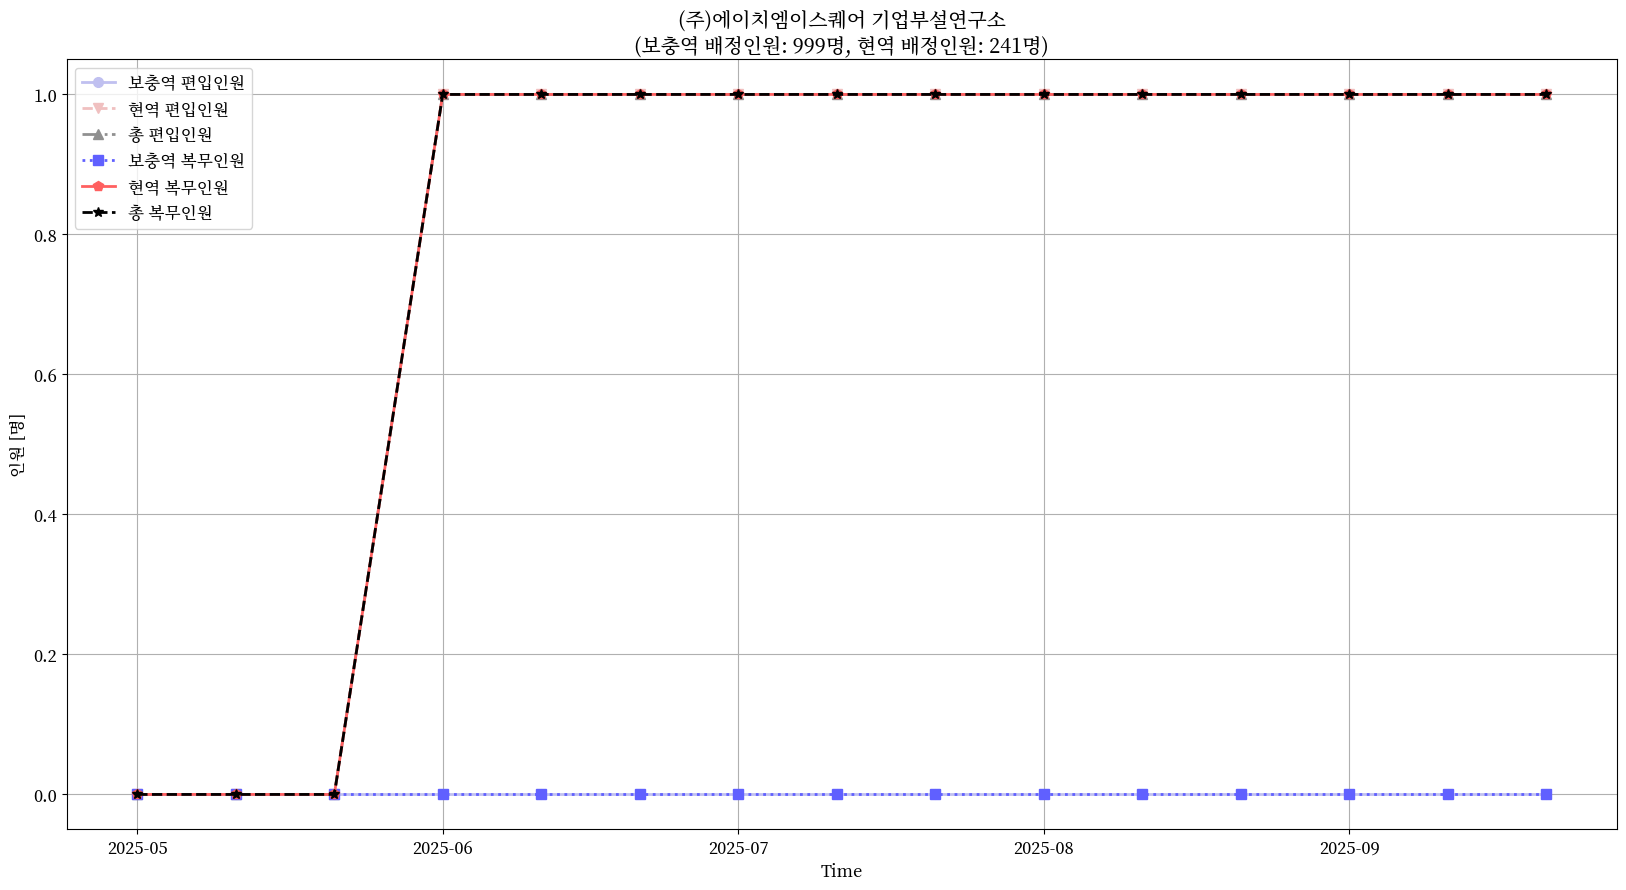 (주)에이치엠이스퀘어 기업부설연구소
(보충역 배정인원: 999명, 현역 배정인원: 241명)
보충역 편입인원
현역 편입인원
총 편입인원
보충역 복무인원
현역 복무인원
총 복무인원
1.0
0.8
0.6
0.4
0.2
0.0
인원 [명]
2025-05
2025-06
2025-07
2025-08
2025-09
Time